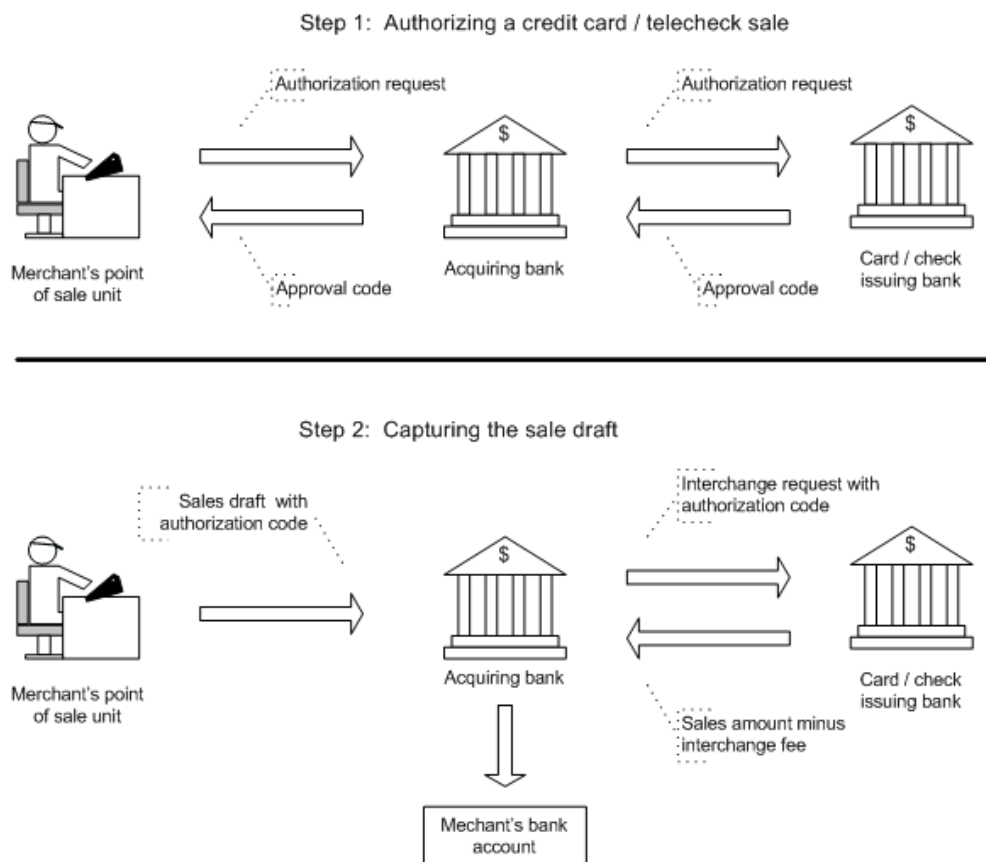 Step 1:  Authorizing a credit card / telecheck sale
Authorization request
Authorization request
$
$
Merchant's point
of sale unit
Acquiring bank
Card / check
issuing bank
Approval code
Approval code
Step 2:  Capturing the sale draft
Sales draft  with
authorization code
Interchange request with
authorization code
$
$
Merchant's point
of sale unit
Acquiring bank
Card / check
issuing bank
Sales amount minus
interchange fee
Mechant's bank
account